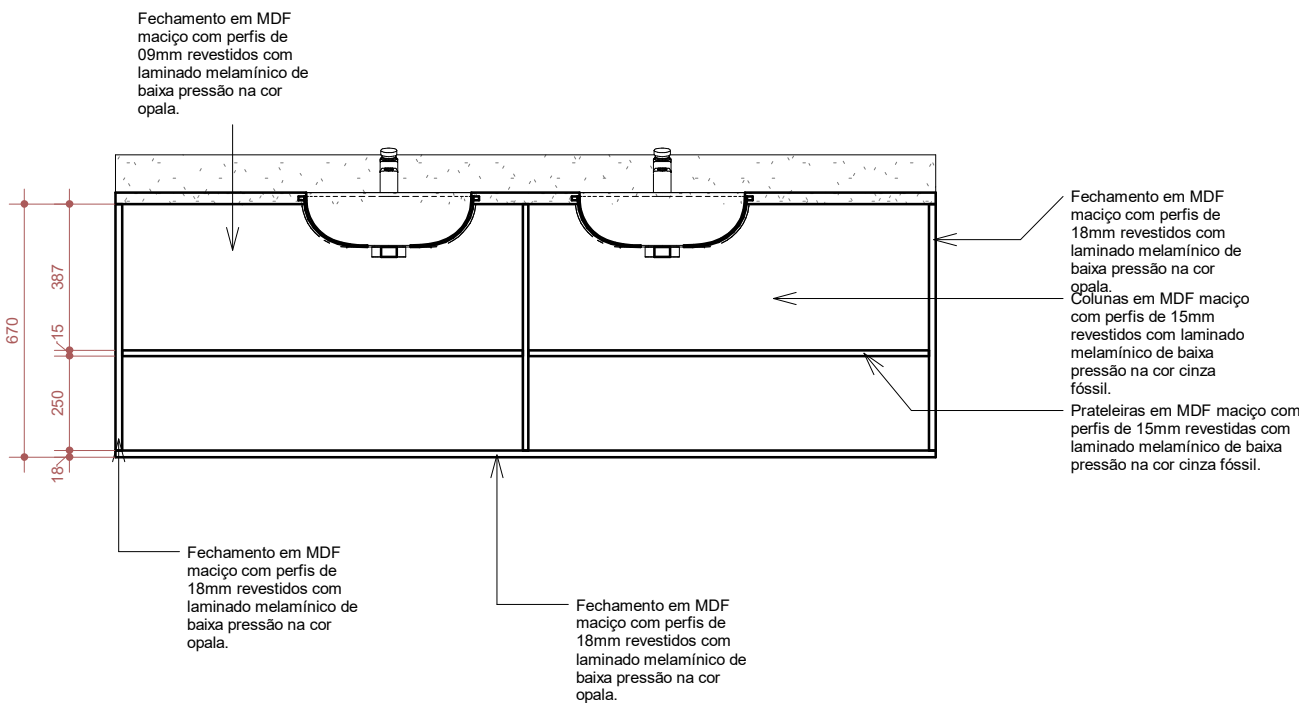 Fechamento em MDF
maciço com perfis de
09mm revestidos com
laminado melamínico de
baixa pressão na cor
opala.
Fechamento em MDF
maciço com perfis de
18mm revestidos com
laminado melamínico de
baixa pressão na cor
opala.
Colunas em MDF maciço
com perfis de 15mm
revestidos com laminado
melamínico de baixa
pressão na cor cinza
fóssil.
Prateleiras em MDF maciço com
perfis de 15mm revestidas com
laminado melamínico de baixa
pressão na cor cinza fóssil.
670
387
15
250
18
Fechamento em MDF
maciço com perfis de
18mm revestidos com
laminado melamínico de
baixa pressão na cor
opala.
Fechamento em MDF
maciço com perfis de
18mm revestidos com
laminado melamínico de
baixa pressão na cor
opala.